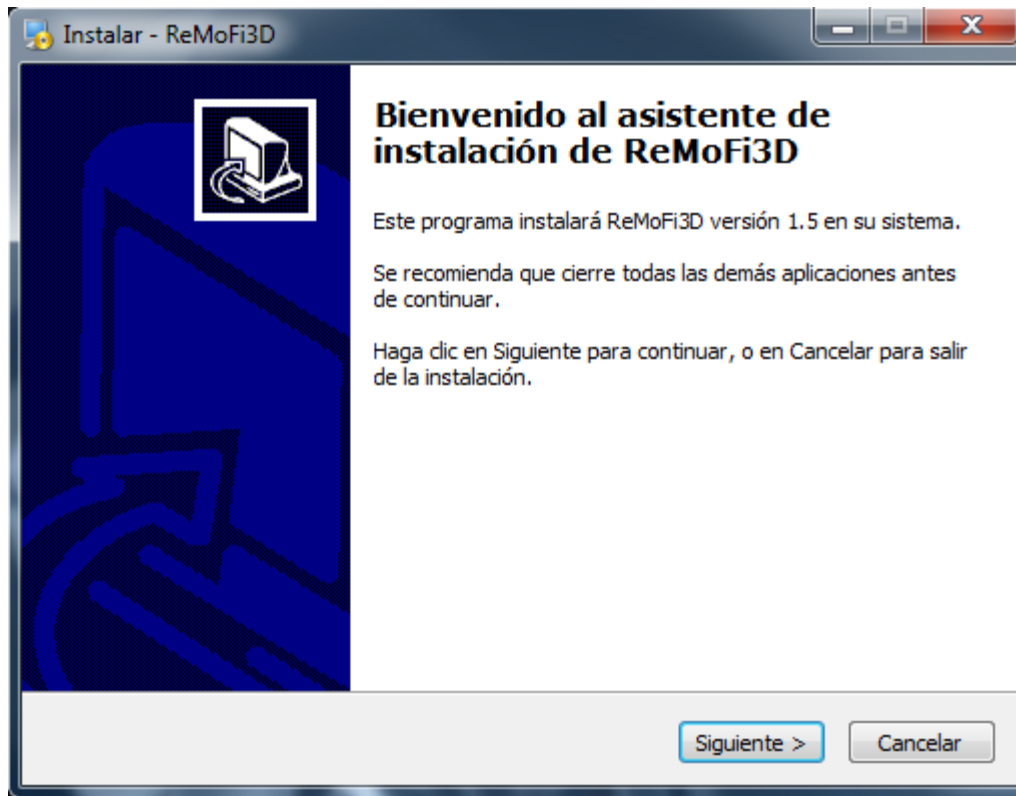 Instalar - ReMoFi3D
Bienvenido al asistente de
instalación de ReMoFi3D
Este programa instalará ReMoFi3D versión 1.5 en su sistema.
Se recomienda que cierre todas las demás aplicaciones antes
de continuar.
Haga clic en Siguiente para continuar, o en Cancelar para salir
de la instalación.
Siguiente >
Cancelar